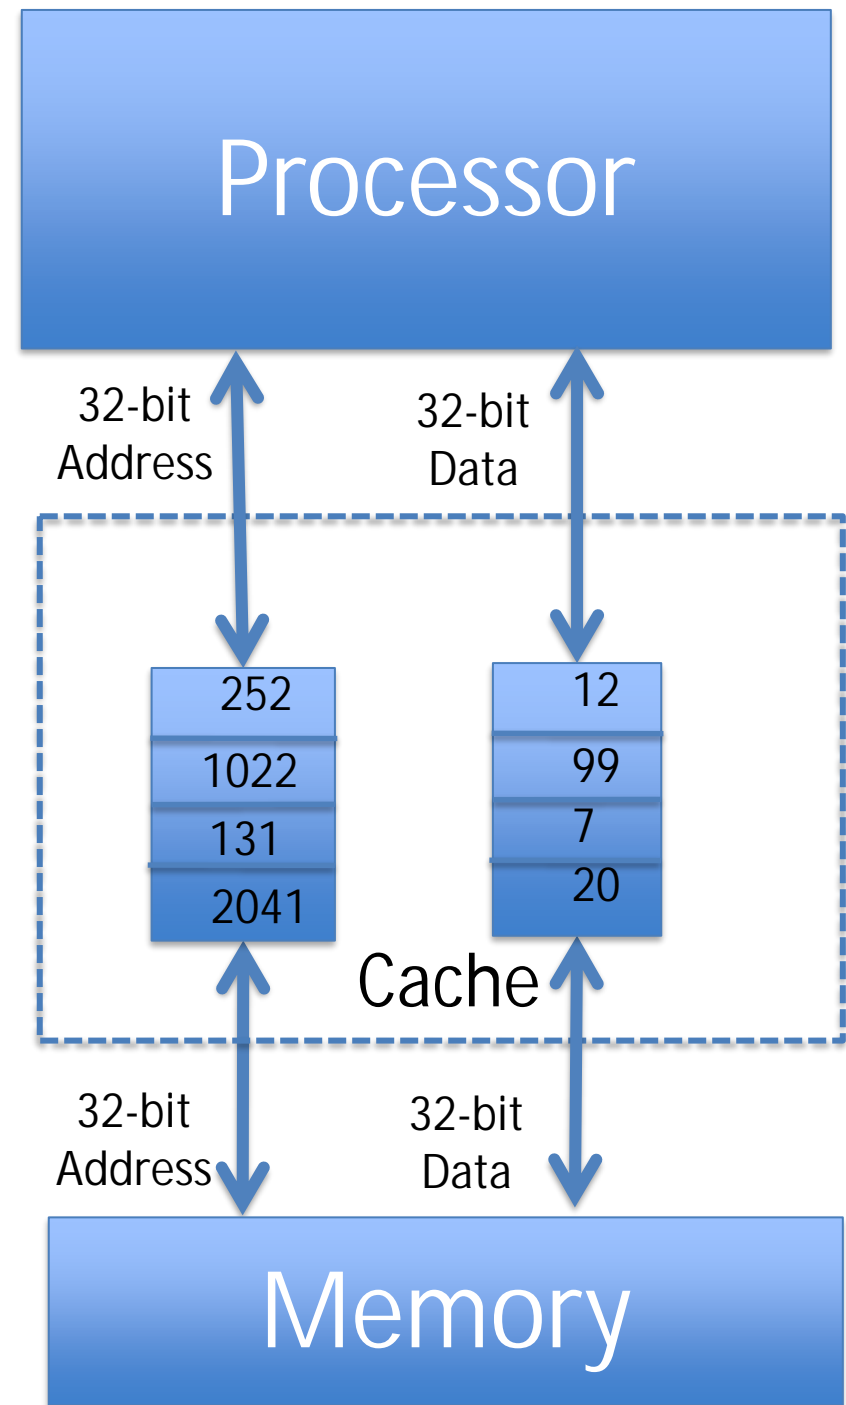 Processor
32-bit
Address
32-bit
Data
252
12
1022
99
131
7
2041
20
Cache
32-bit
Address
32-bit
Data
Memory